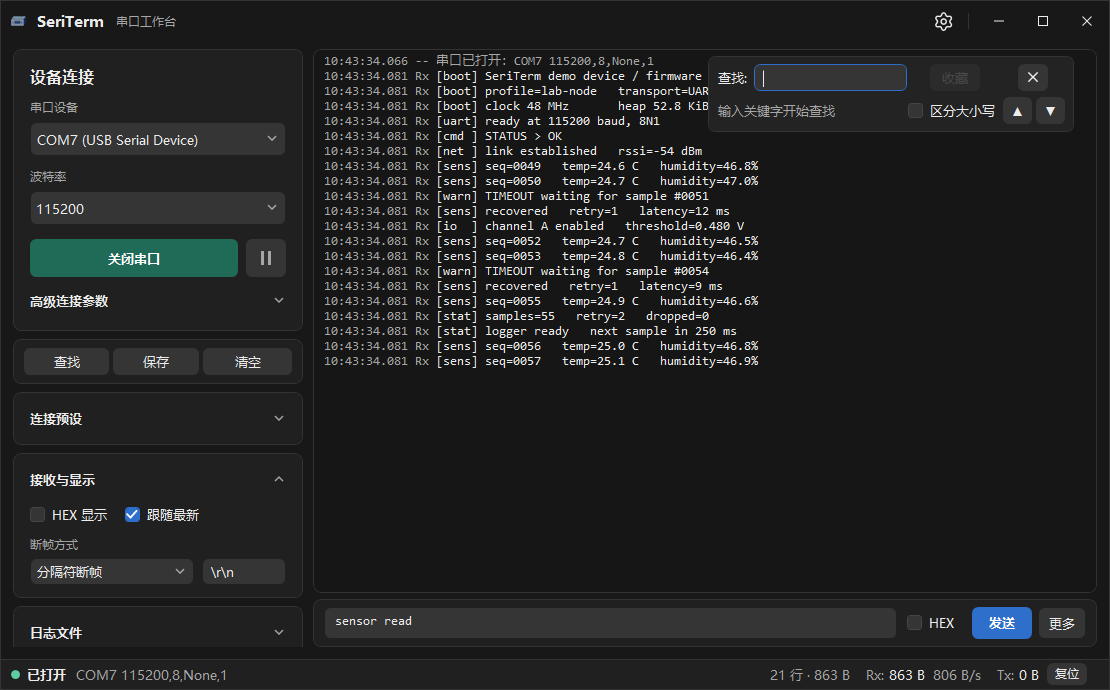 SeriTerm 串口工作台
设备连接
串口设备
COM7 (USB Serial Device)
波特率
115200
关闭串口
高级连接参数
查找 保存 清空
连接预设
接收与显示
HEX 显示 跟随最新
断帧方式
分隔符断帧 \r\n
日志文件
10:43:34.066 -- 串口已打开: COM7 115200,8,None,1
10:43:34.081 Rx [boot] SeriTerm demo device / firmware
10:43:34.081 Rx [boot] profile=lab-node transport=UAR
10:43:34.081 Rx [boot] clock 48 MHz heap 52.8 KiB
10:43:34.081 Rx [uart] ready at 115200 baud, 8N1
10:43:34.081 Rx [cmd ] STATUS > OK
10:43:34.081 Rx [net ] link established rssi=-54 dBm
10:43:34.081 Rx [sens] seq=0049 temp=24.6 C humidity=46.8%
10:43:34.081 Rx [sens] seq=0050 temp=24.7 C humidity=47.0%
10:43:34.081 Rx [warn] TIMEOUT waiting for sample #0051
10:43:34.081 Rx [sens] recovered retry=1 latency=12 ms
10:43:34.081 Rx [io  ] channel A enabled threshold=0.480 V
10:43:34.081 Rx [sens] seq=0052 temp=24.7 C humidity=46.5%
10:43:34.081 Rx [sens] seq=0053 temp=24.8 C humidity=46.4%
10:43:34.081 Rx [warn] TIMEOUT waiting for sample #0054
10:43:34.081 Rx [sens] recovered retry=1 latency=9 ms
10:43:34.081 Rx [sens] seq=0055 temp=24.9 C humidity=46.6%
10:43:34.081 Rx [stat] samples=55 retry=2 dropped=0
10:43:34.081 Rx [stat] logger ready next sample in 250 ms
10:43:34.081 Rx [sens] seq=0056 temp=25.0 C humidity=46.8%
10:43:34.081 Rx [sens] seq=0057 temp=25.1 C humidity=46.9%
查找: 收藏
输入关键字开始查找 区分大小写
sensor read HEX 发送 更多
已打开 COM7 115200,8,None,1 21 行 · 863 B Rx: 863 B 806 B/s Tx: 0 B 复位